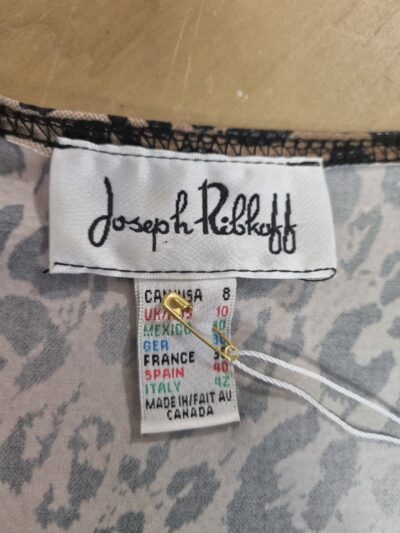 Joseph Ribkoff
CAN/USA 8
10
MEXICO
GER
FRANCE
SPAIN 40
ITALY 42
MADE IN/FAIT AU
CANADA